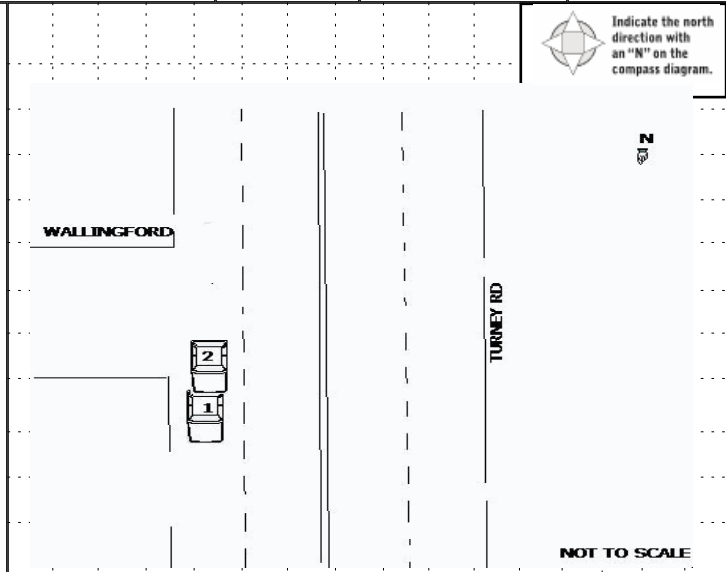 Indicate the north
direction with
an "N" on the
compass diagram.
N
WALLINGFORD
TURNEY RD
2
1
NOT TO SCALE